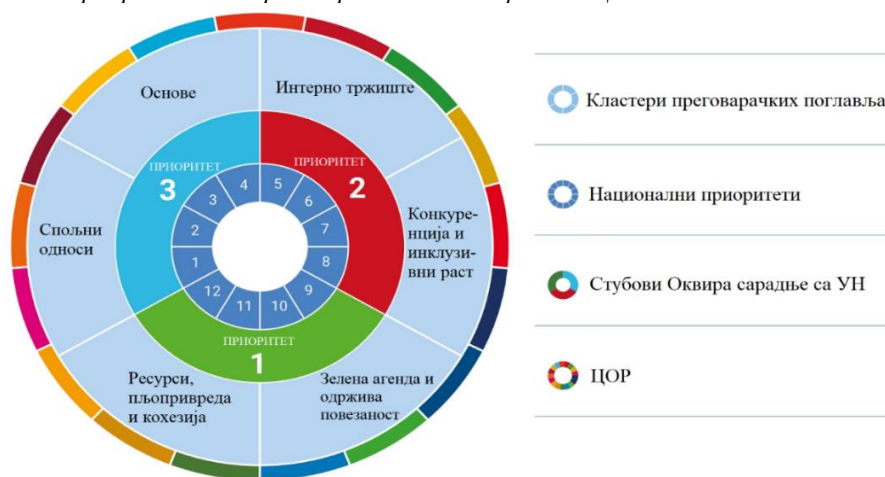 Основе
Интерно тржиште
ПРИОРИТЕТ
3
ПРИОРИТЕТ
2
4
5
3
6
2
7
1
8
12
9
11
10
Спољни
односи
Конкуре-
нција и
инклузи-
вни раст
ПРИОРИТЕТ
1
Ресурси,
пљопривреда
и кохезија
Зелена агенда и
одржива
повезаност
Кластери преговарачких поглавља
Национални приоритети
Стубови Оквира сарадње са УН
ЦОР